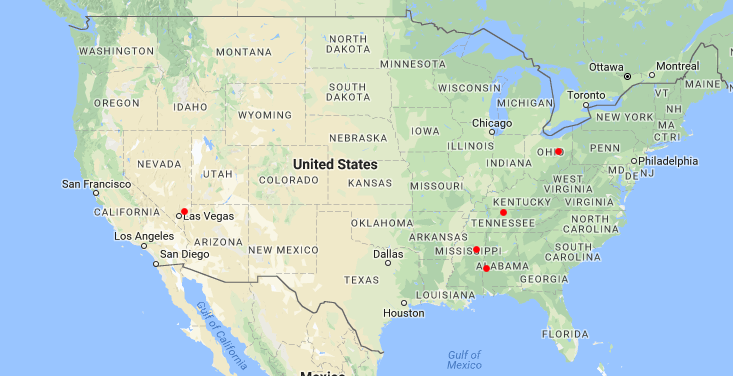 WASHINGTON
MONTANA
NORTH
DAKOTA
MINNESOTA
Ottawa
Montreal
OREGON
IDAHO
SOUTH
DAKOTA
WISCONSIN
MICHIGAN
Toronto
VT
MAINE
NH
WYOMING
Chicago
NEW YORK
MA
CT RI
IOWA
NEBRASKA
ILLINOIS
INDIANA
OHIO
PENN
Philadelphia
NEVADA
UTAH
United States
COLORADO
KANSAS
MISSOURI
WEST
VIRGINIA
MD
DE
NJ
San Francisco
CALIFORNIA
Las Vegas
KENTUCKY
VIRGINIA
OKLAHOMA
TENNESSEE
NORTH
CAROLINA
Los Angeles
ARIZONA
NEW MEXICO
ARKANSAS
MISSISSIPPI
SOUTH
CAROLINA
San Diego
Dallas
ALABAMA
TEXAS
GEORGIA
LOUISIANA
Houston
Gulf of
California
FLORIDA
Gulf of
Mexico
Mexico